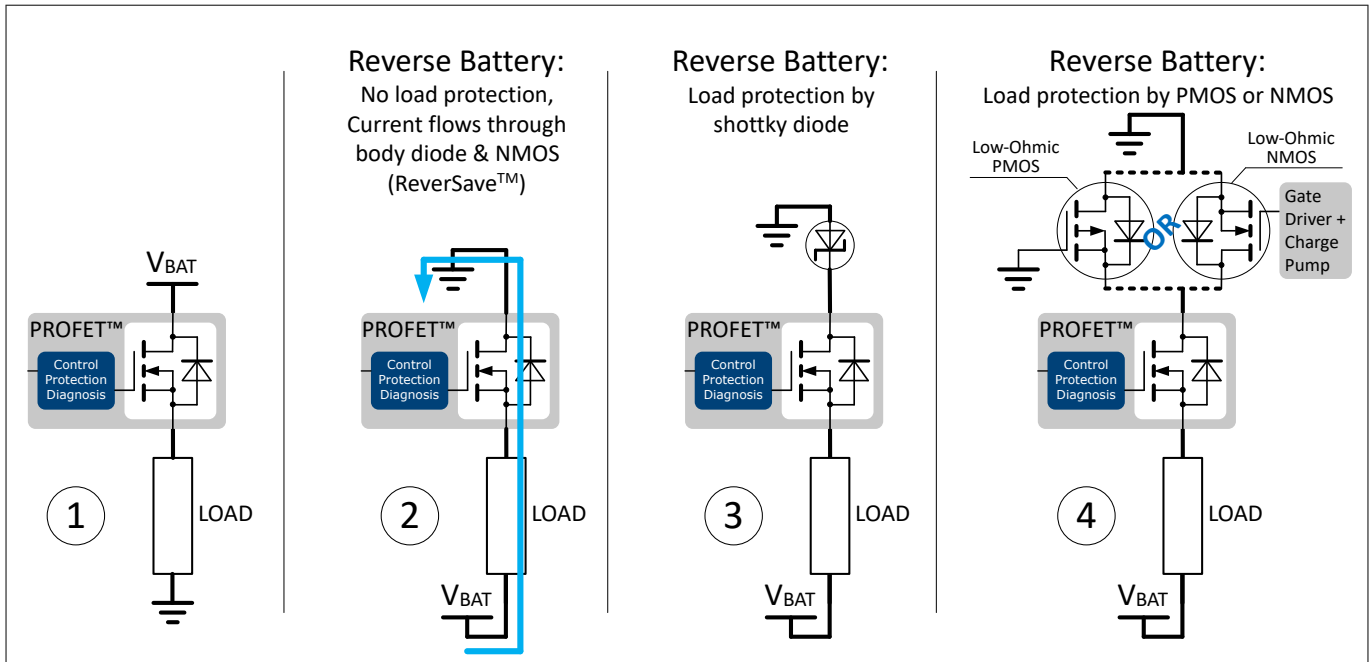 VBAT
PROFET™
Control
Protection
Diagnosis
1
LOAD
Reverse Battery:
No load protection,
Current flows through
body diode & NMOS
(ReverSave™)
PROFET™
Control
Protection
Diagnosis
2
LOAD
VBAT
Reverse Battery:
Load protection by
shottky diode
PROFET™
Control
Protection
Diagnosis
3
LOAD
VBAT
Reverse Battery:
Load protection by PMOS or NMOS
Low-Ohmic
PMOS
Low-Ohmic
NMOS
OR
Gate
Driver +
Charge
Pump
PROFET™
Control
Protection
Diagnosis
4
LOAD
VBAT